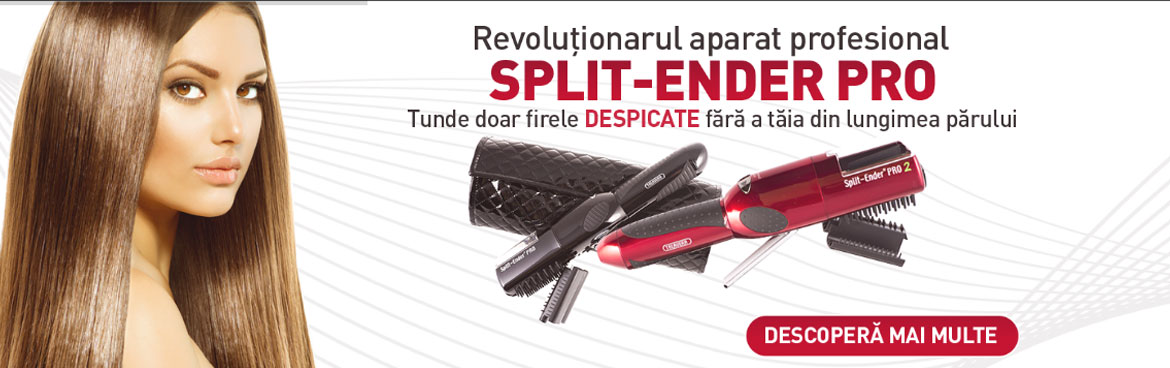 Revoluționarul aparat profesional
SPLIT-ENDER PRO
Tunde doar firele DESPICATE fără a tăia din lungimea părului
Split-Ender® PRO 2
TALAVERA
Split-Ender® PRO
DESCOPERĂ MAI MULTE